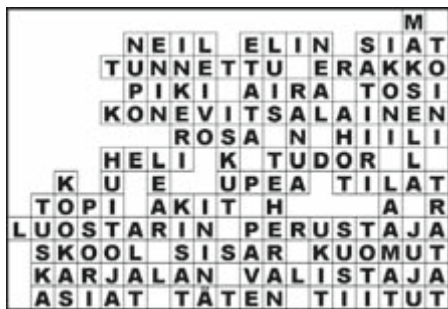 M
NEIL ELIN SIAT
TUNNETTU ERAKKO
PIKI AIRA TOSI
KONEVITSALAINEN
ROSA N HIILI
HELI K TUDOR L L
K U E UPEA TILAT
TOPI AKIT H A R
LUOSTARIN PERUSTAJA
SKOOL SISAR KUOMUT
KARJALAN VALISTAJA
ASIAT TÄTEN TIITUT